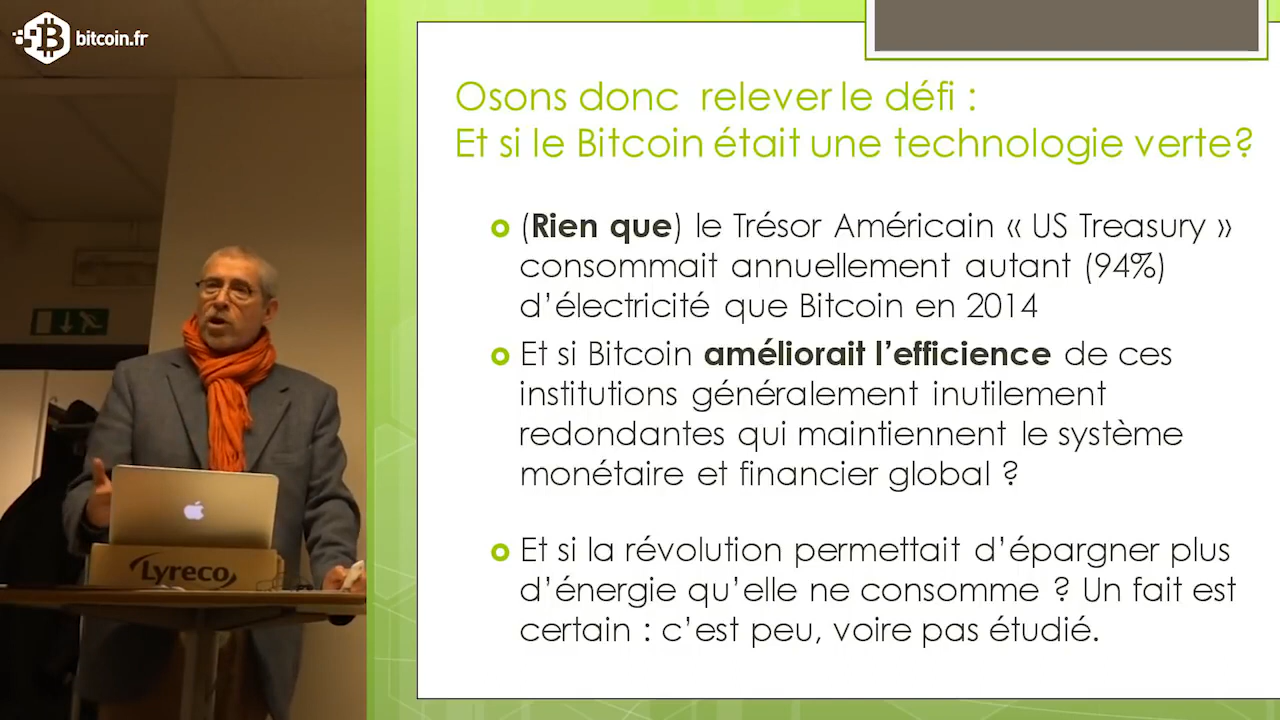 bitcoin.fr
Osons donc relever le défi :
Et si le Bitcoin était une technologie verte?
(Rien que) le Trésor Américain « US Treasury »
consommait annuellement autant (94%)
d’électricité que Bitcoin en 2014
Et si Bitcoin améliorait l’efficience de ces
institutions généralement inutilement
redondantes qui maintiennent le système
monétaire et financier global ?
Et si la révolution permettait d’épargner plus
d’énergie qu’elle ne consomme ? Un fait est
certain : c’est peu, voire pas étudié.
Lyreco